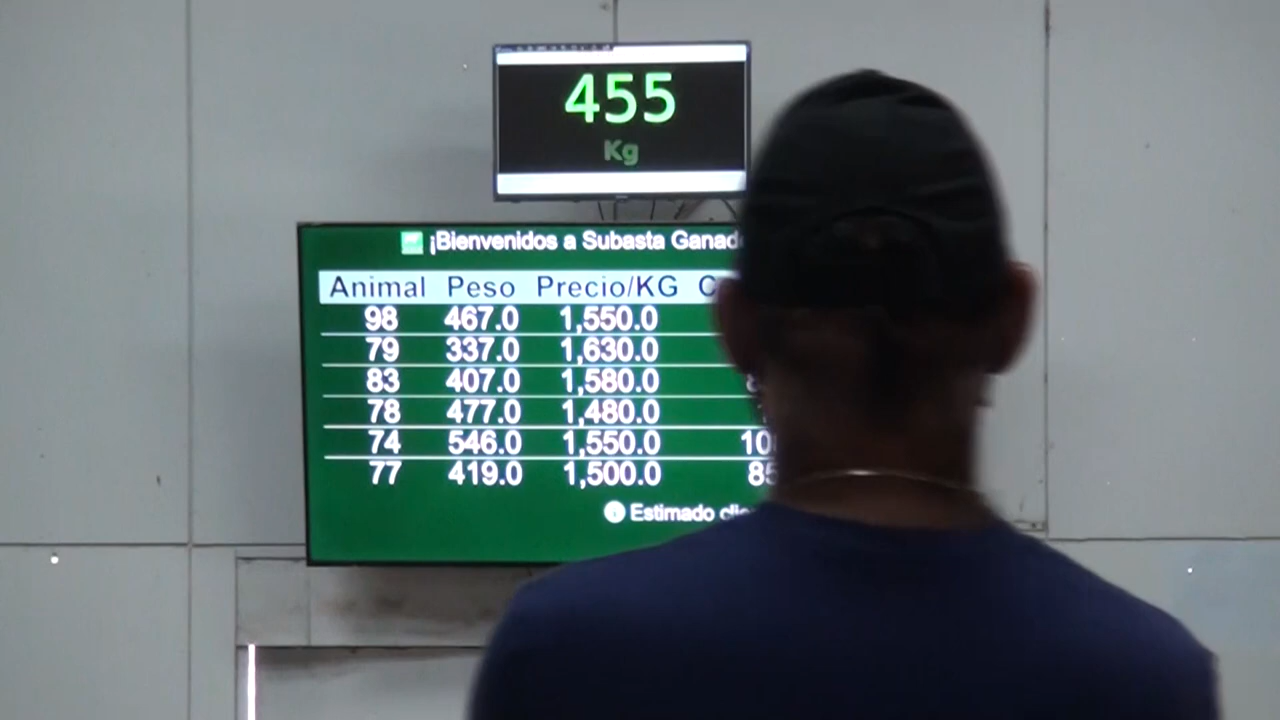 455
Kg
¡Bienvenidos a Subasta
Animal Peso Precio/KG
98 467.0 1,550.0
79 337.0 1,630.0
83 407.0 1,580.0
78 477.0 1,480.0
74 546.0 1,550.0
77 419.0 1,500.0
Estimado